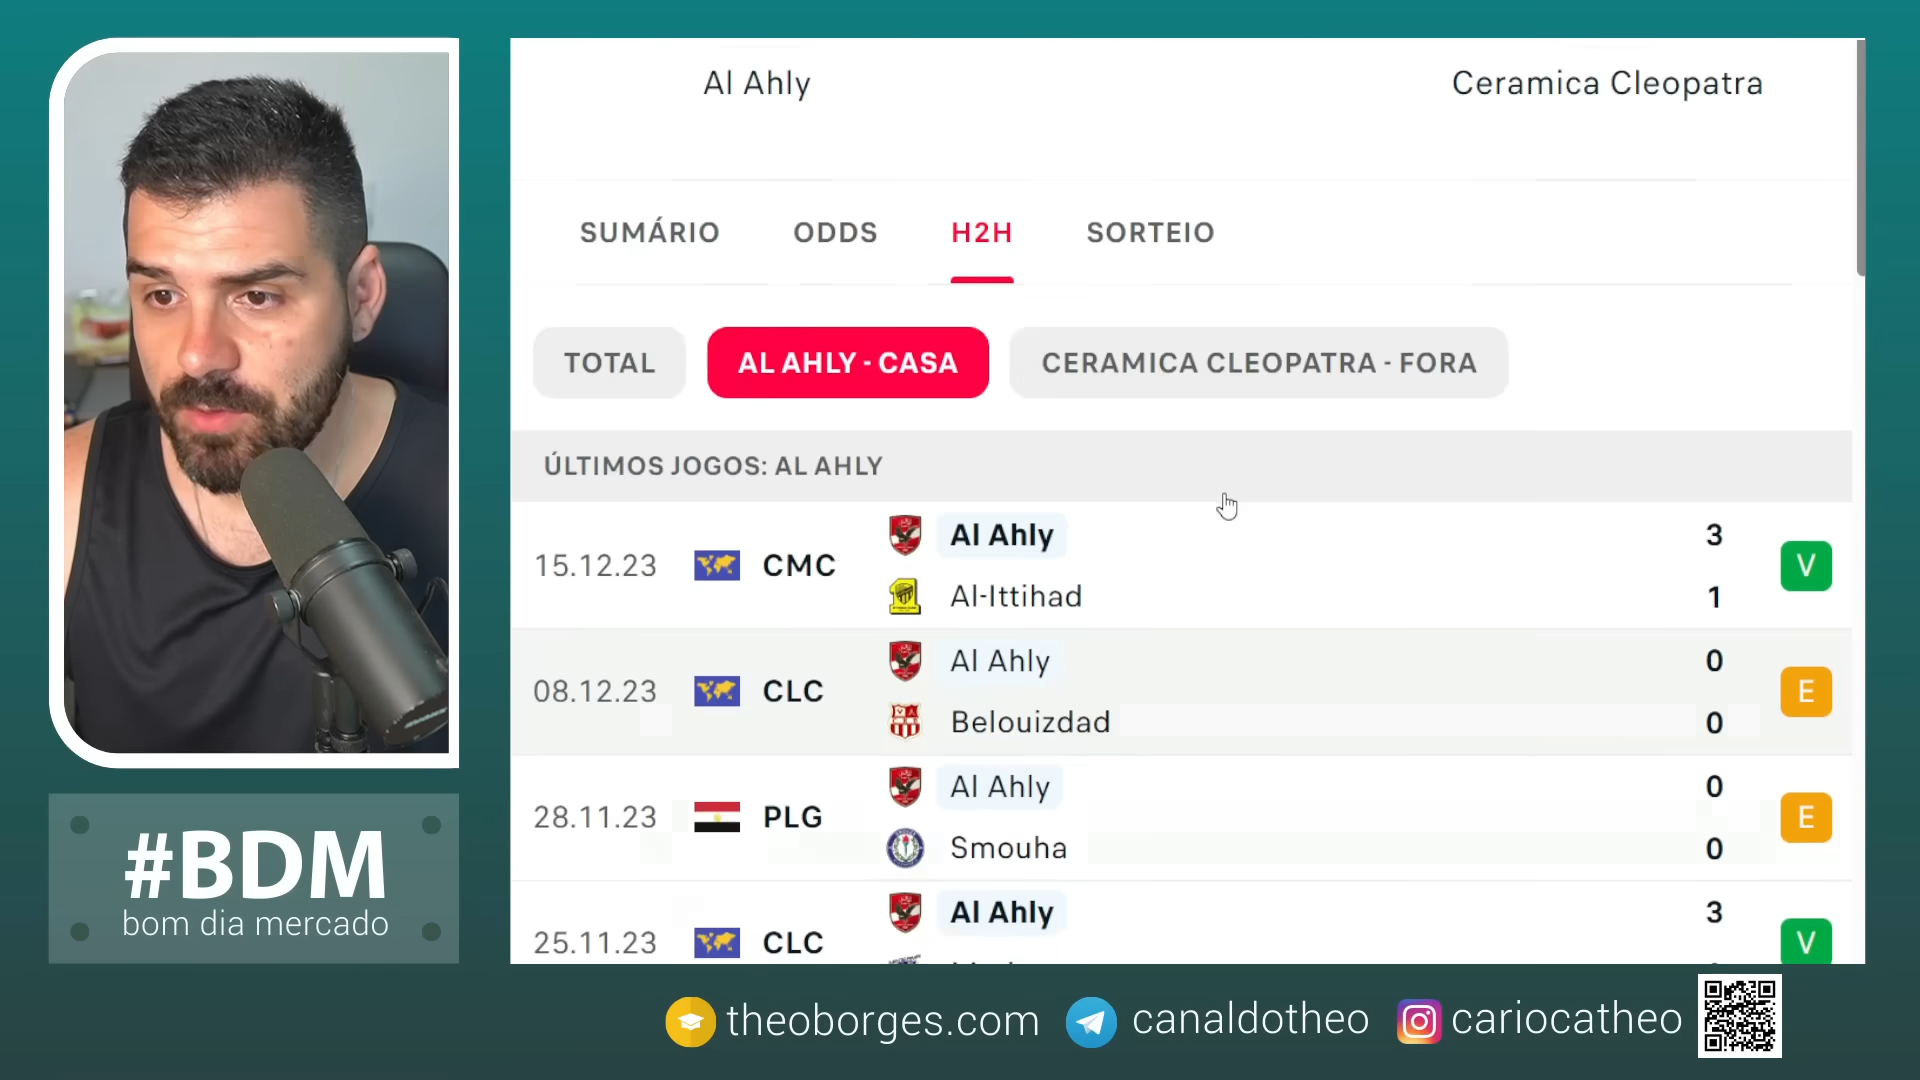 Al Ahly
Ceramica Cleopatra
SUMÁRIO ODDS H2H SORTEIO
TOTAL AL AHLY - CASA CERAMICA CLEOPATRA - FORA
ÚLTIMOS JOGOS: AL AHLY
15.12.23 CMC Al Ahly 3 V
Al-Ittihad 1
08.12.23 CLC Al Ahly 0 E
Belouizdad 0
28.11.23 PLG Al Ahly 0 E
Smouha 0
25.11.23 CLC Al Ahly 3 V
#BDM
bom dia mercado
theoborges.com canaldotheo cariocatheo